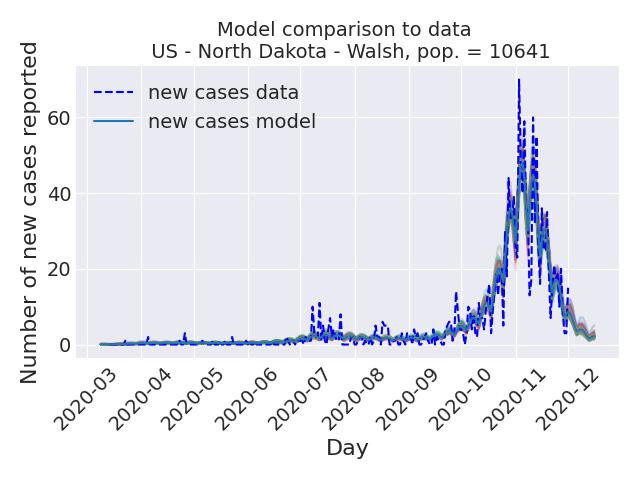 Model comparison to data
US - North Dakota - Walsh, pop. = 10641
Number of new cases reported
new cases data
new cases model
60
40
20
0
2020-03
2020-04
2020-05
2020-06
2020-07
2020-08
2020-09
2020-10
2020-11
2020-12
Day